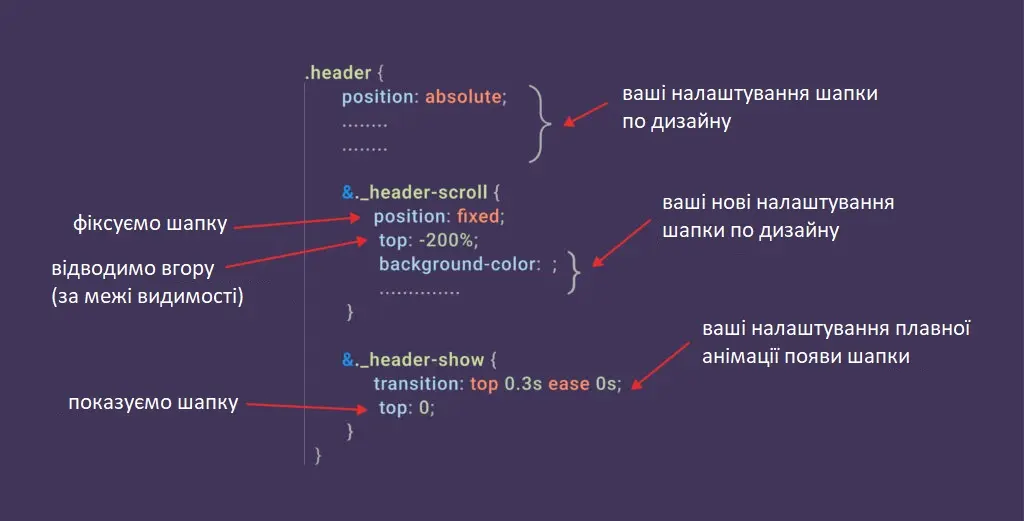 .header {
position: absolute;
........
........
ваші налаштування шапки
по дизайну
&._header-scroll {
position: fixed;
top: -200%;
background-color:  ;
..............
}
фіксуємо шапку
відводимо вгору
(за межі видимості)
ваші нові налаштування
шапки по дизайну
&._header-show {
transition: top 0.3s ease 0s;
top: 0;
}
}
показуємо шапку
ваші налаштування плавної
анімації появи шапки